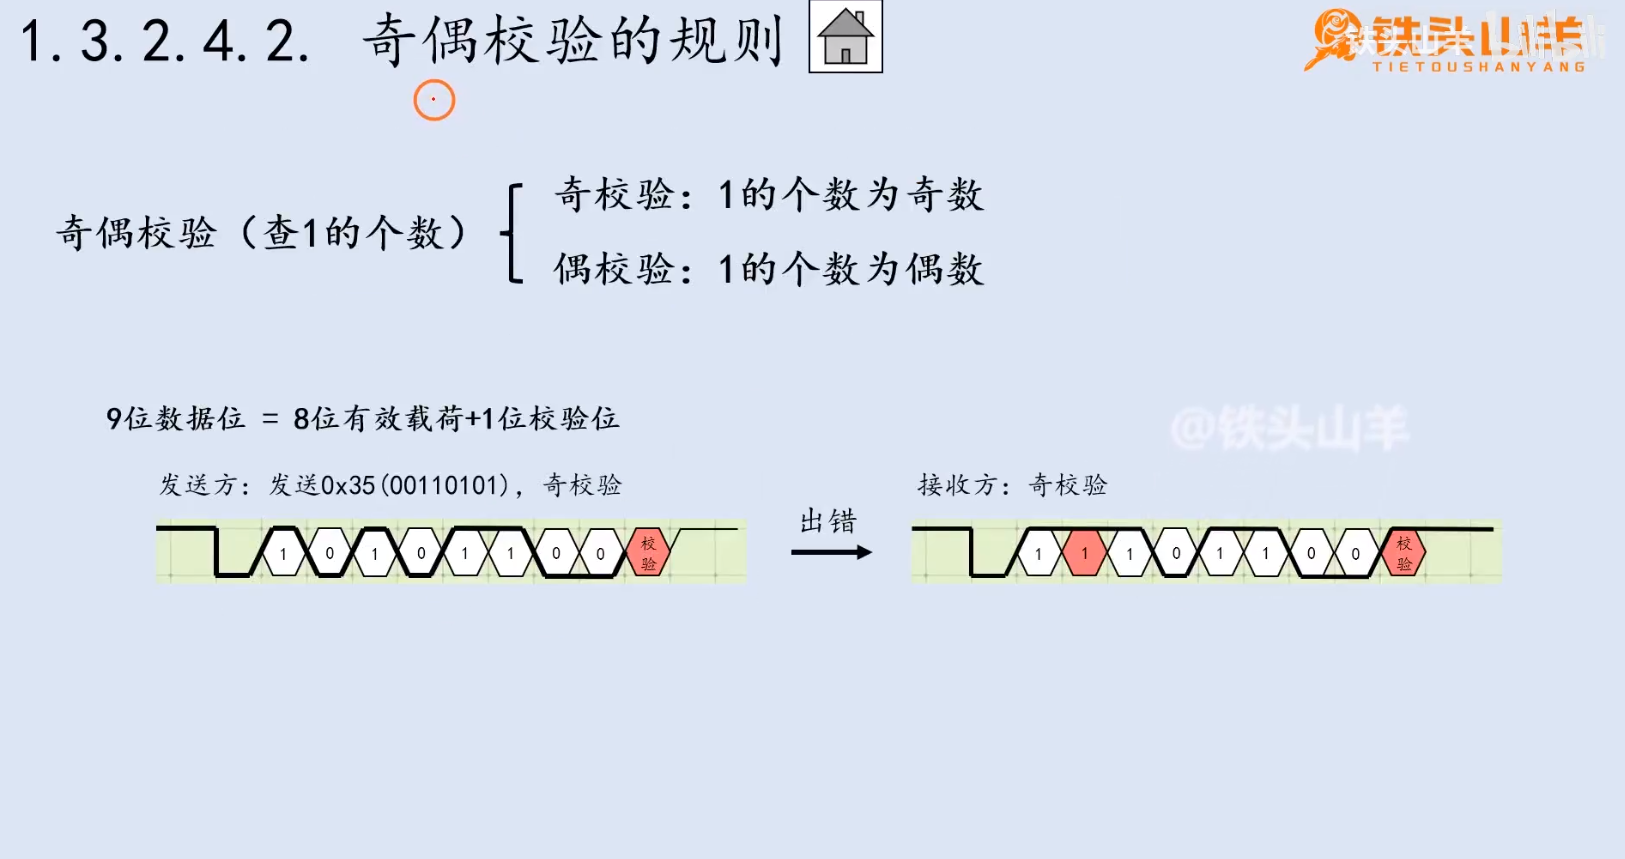 1.3.2.4.2. 奇偶校验的规则
铁头山羊
TIETOUSHANYANG
奇偶校验（查1的个数）
奇校验：1的个数为奇数
偶校验：1的个数为偶数
9位数据位 = 8位有效载荷+1位校验位
@铁头山羊
发送方：发送0x35(00110101)，奇校验
1 0 1 0 1 1 0 0 校验
出错
接收方：奇校验
1 1 1 0 1 1 0 0 校验